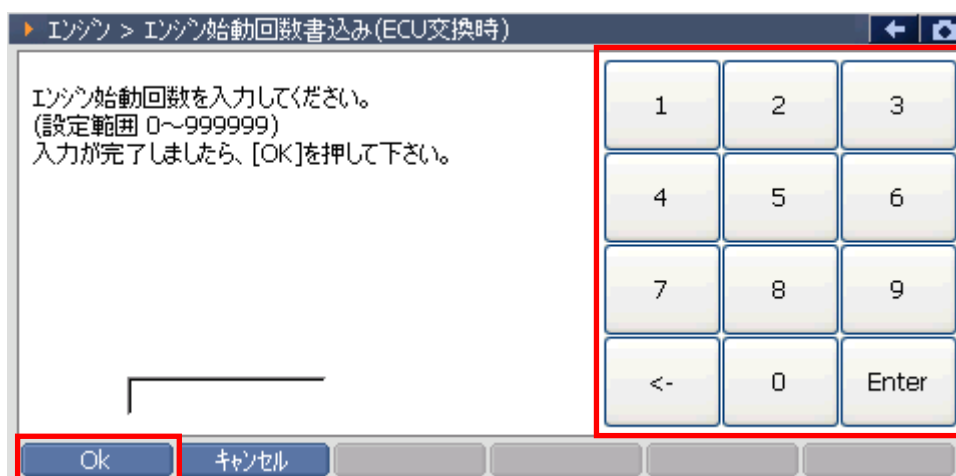 エンジン > エンジン始動回数書込み(ECU交換時)
エンジン始動回数を入力してください。
(設定範囲 0～999999)
入力が完了しましたら、[OK]を押して下さい。
1 2 3
4 5 6
7 8 9
<- 0 Enter
Ok キャンセル